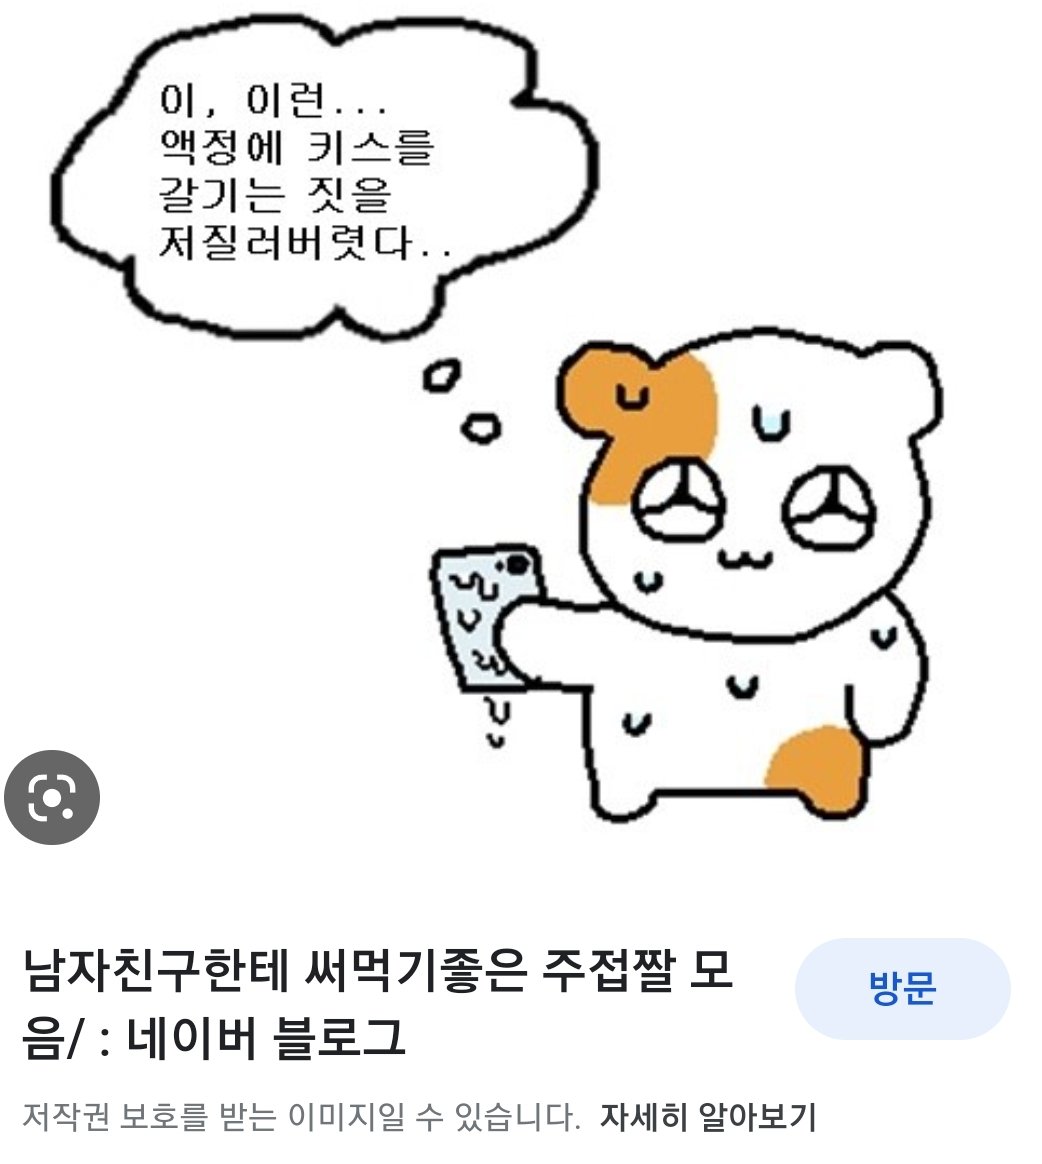 이, 이런...
액정에 키스를
갈기는 짓을
저질러버렷다..
남자친구한테 써먹기좋은 주접짤 모
음/ : 네이버 블로그
방문
저작권 보호를 받는 이미지일 수 있습니다. 자세히 알아보기